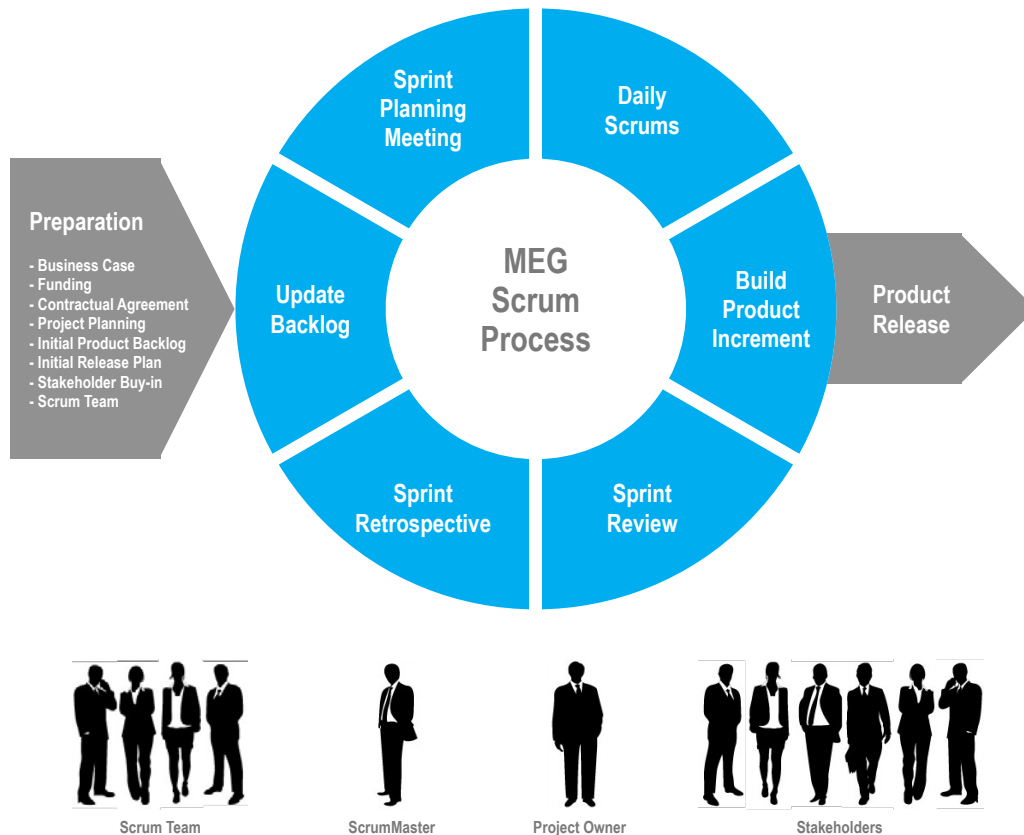 Sprint
Planning
Meeting
Daily
Scrums
Preparation
- Business Case
- Funding
- Contractual Agreement
- Project Planning
- Initial Product Backlog
- Initial Release Plan
- Stakeholder Buy-in
- Scrum Team
Update
Backlog
MEG
Scrum
Process
Build
Product
Increment
Product
Release
Sprint
Retrospective
Sprint
Review
Scrum Team
ScrumMaster
Project Owner
Stakeholders